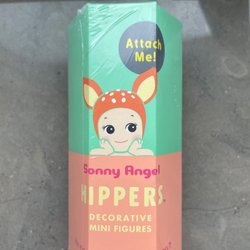 Attach
Me!
Sonny Angel
HIPPERS
DECORATIVE
MINI FIGURES